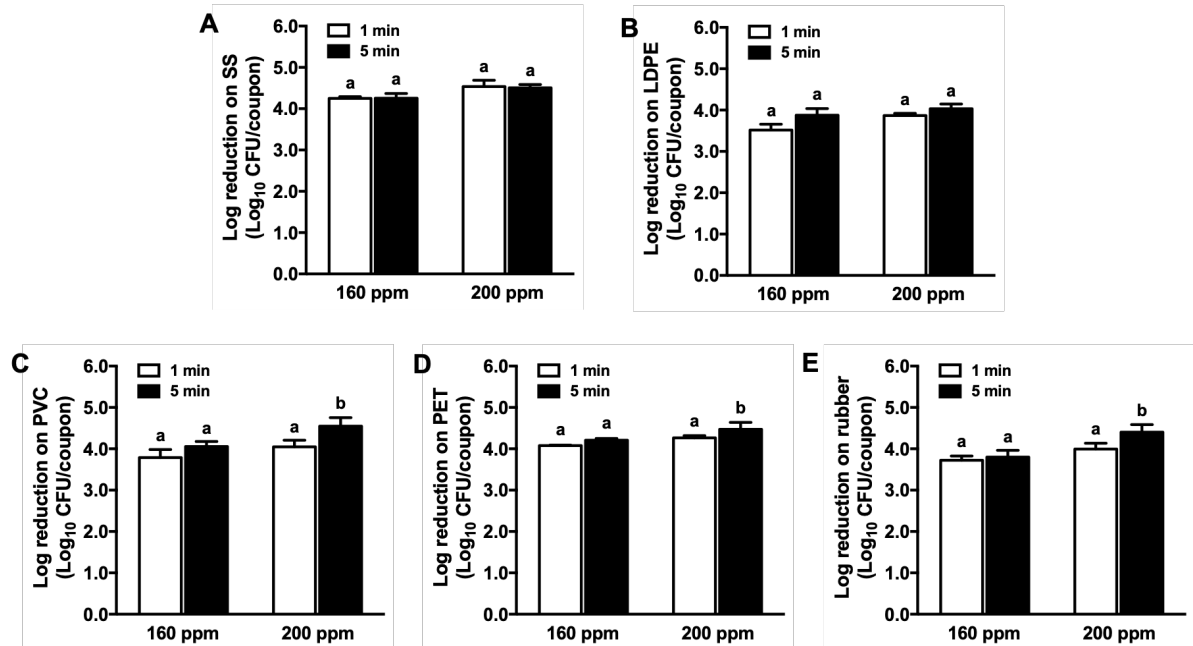 A
Log reduction on SS
(Log10 CFU/coupon)
6.0
5.0
4.0
3.0
2.0
1.0
0.0
1 min
5 min
a a a a
160 ppm 200 ppm
B
Log reduction on LDPE
(Log10 CFU/coupon)
6.0
5.0
4.0
3.0
2.0
1.0
0.0
1 min
5 min
a a a a
160 ppm 200 ppm
C
Log reduction on PVC
(Log10 CFU/coupon)
6.0
5.0
4.0
3.0
2.0
1.0
0.0
1 min
5 min
a a a b
160 ppm 200 ppm
D
Log reduction on PET
(Log10 CFU/coupon)
6.0
5.0
4.0
3.0
2.0
1.0
0.0
1 min
5 min
a a a b
160 ppm 200 ppm
E
Log reduction on rubber
(Log10 CFU/coupon)
6.0
5.0
4.0
3.0
2.0
1.0
0.0
1 min
5 min
a a a b
160 ppm 200 ppm